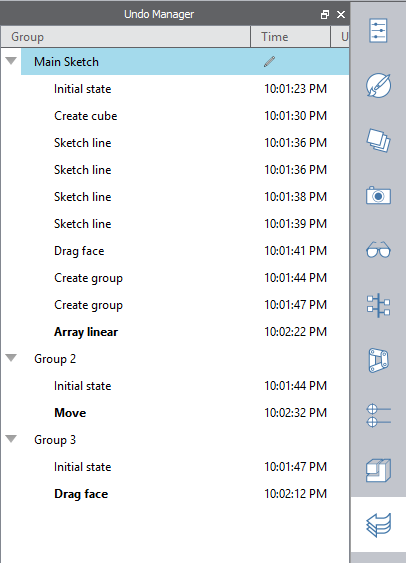 Undo Manager
Group Time U
Main Sketch
Initial state 10:01:23 PM
Create cube 10:01:30 PM
Sketch line 10:01:36 PM
Sketch line 10:01:36 PM
Sketch line 10:01:38 PM
Sketch line 10:01:39 PM
Drag face 10:01:41 PM
Create group 10:01:44 PM
Create group 10:01:47 PM
Array linear 10:02:22 PM
Group 2
Initial state 10:01:44 PM
Move 10:02:32 PM
Group 3
Initial state 10:01:47 PM
Drag face 10:02:12 PM